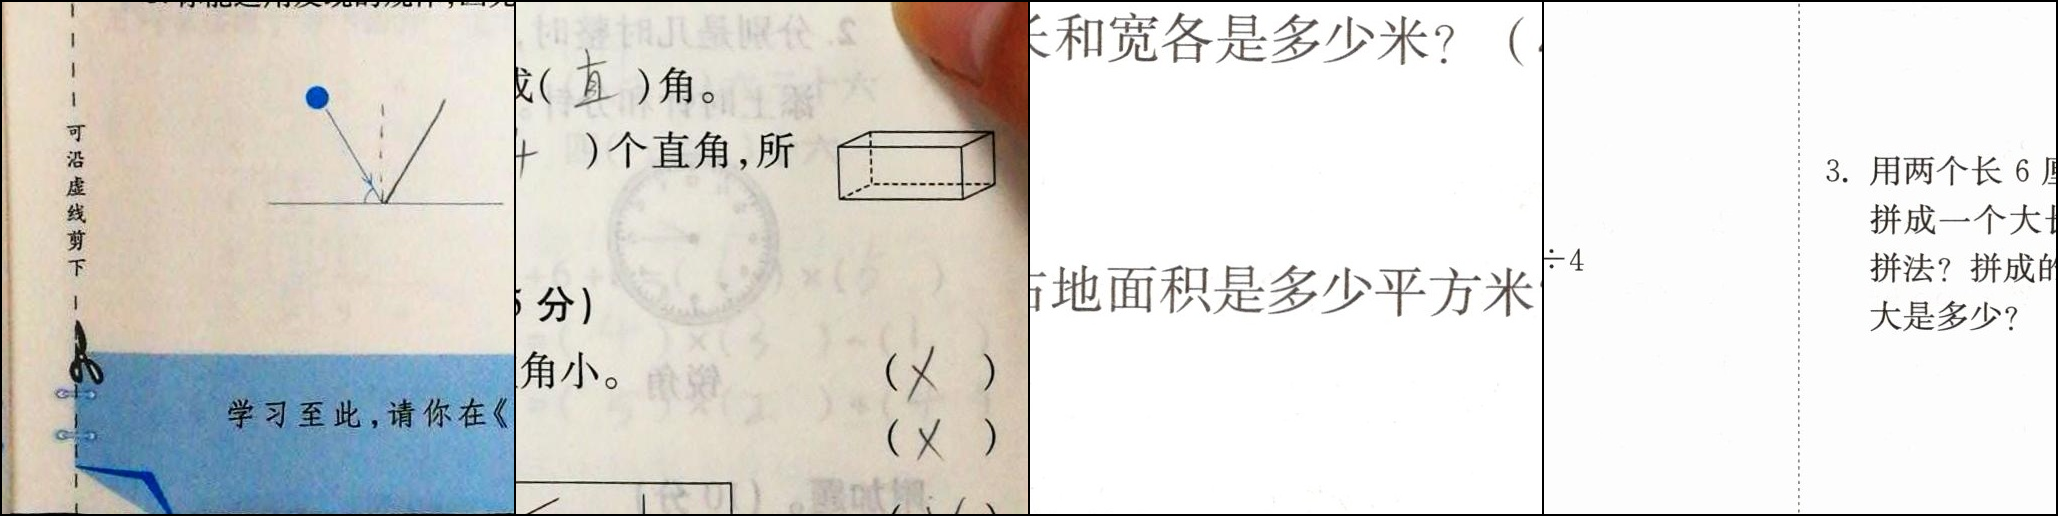 可沿虚线剪下
学习至此,请你在《
成( 直 )角。
4 )个直角,所
5 分)
角小。 ( X )
( X )
长和宽各是多少米? (
占地面积是多少平方米?
÷4
3. 用两个长 6 厘
拼成一个大长
拼法? 拼成的
大是多少?